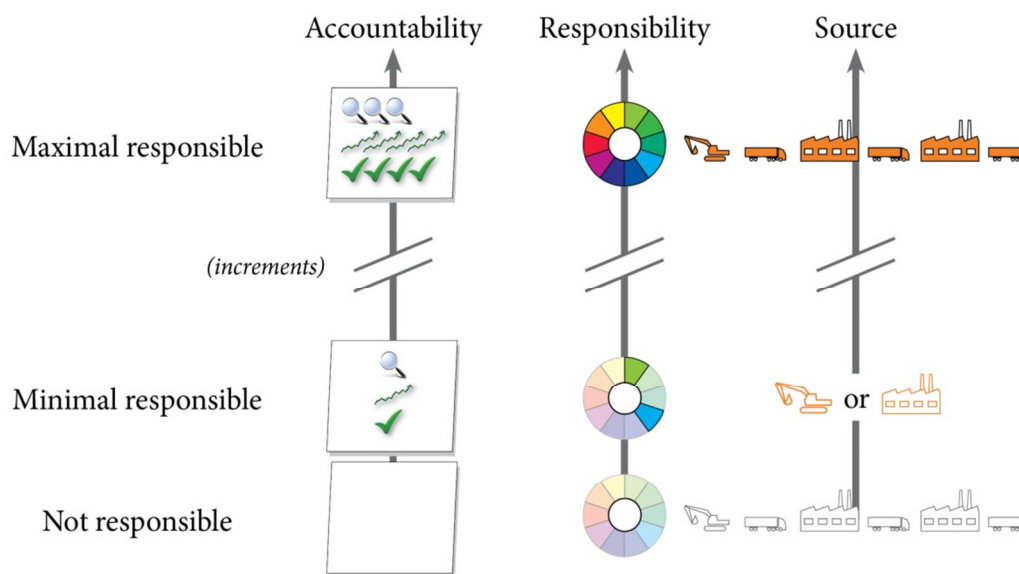 Accountability
Responsibility
Source
Maximal responsible
(increments)
Minimal responsible
or
Not responsible